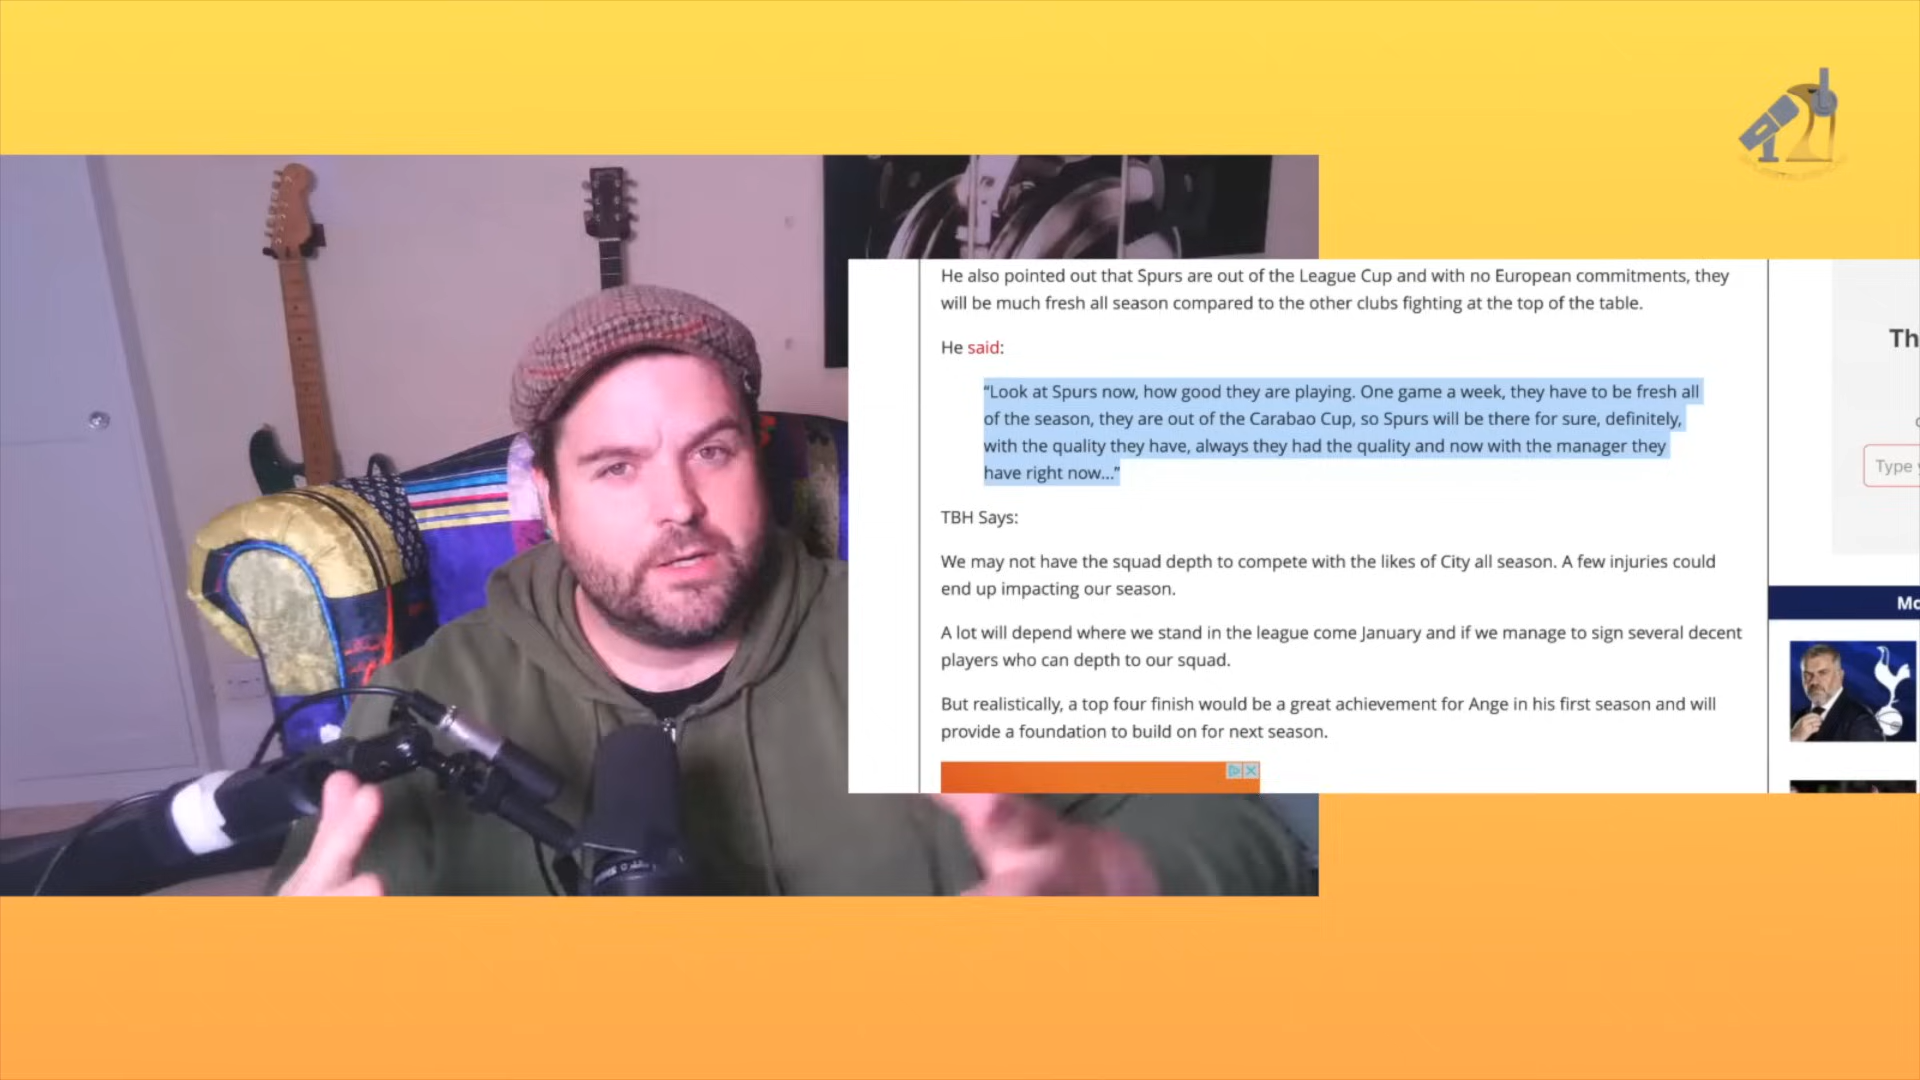 He also pointed out that Spurs are out of the League Cup and with no European commitments, they
will be much fresh all season compared to the other clubs fighting at the top of the table.
He said:
“Look at Spurs now, how good they are playing. One game a week, they have to be fresh all
of the season, they are out of the Carabao Cup, so Spurs will be there for sure, definitely,
with the quality they have, always they had the quality and now with the manager they
have right now...”
TBH Says:
We may not have the squad depth to compete with the likes of City all season. A few injuries could
end up impacting our season.
A lot will depend where we stand in the league come January and if we manage to sign several decent
players who can depth to our squad.
But realistically, a top four finish would be a great achievement for Ange in his first season and will
provide a foundation to build on for next season.
Th
Type
Mo